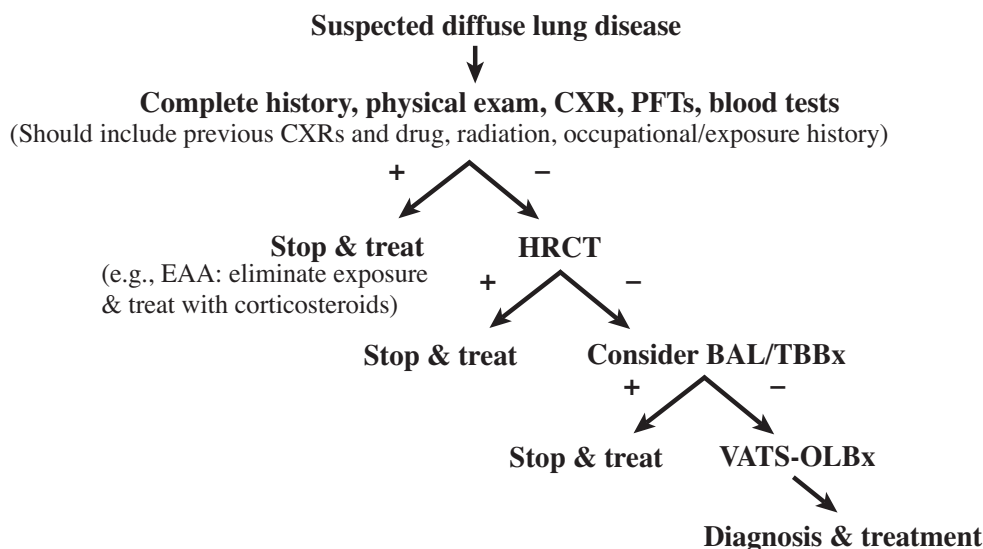 Suspected diffuse lung disease
Complete history, physical exam, CXR, PFTs, blood tests
(Should include previous CXRs and drug, radiation, occupational/exposure history)
+ −
Stop & treat HRCT
(e.g., EAA: eliminate exposure
& treat with corticosteroids)
+ −
Stop & treat Consider BAL/TBBx
+ −
Stop & treat VATS-OLBx
Diagnosis & treatment